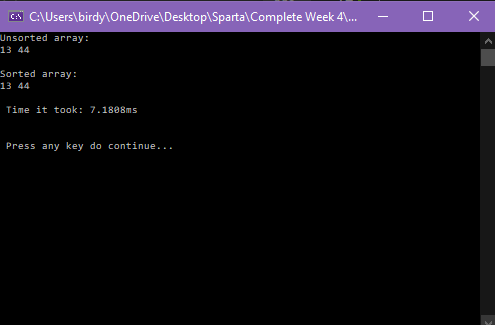 C:\Users\birdy\OneDrive\Desktop\Sparta\Complete Week 4\...
Unsorted array:
13 44
Sorted array:
13 44
Time it took: 7.1808ms
Press any key do continue...